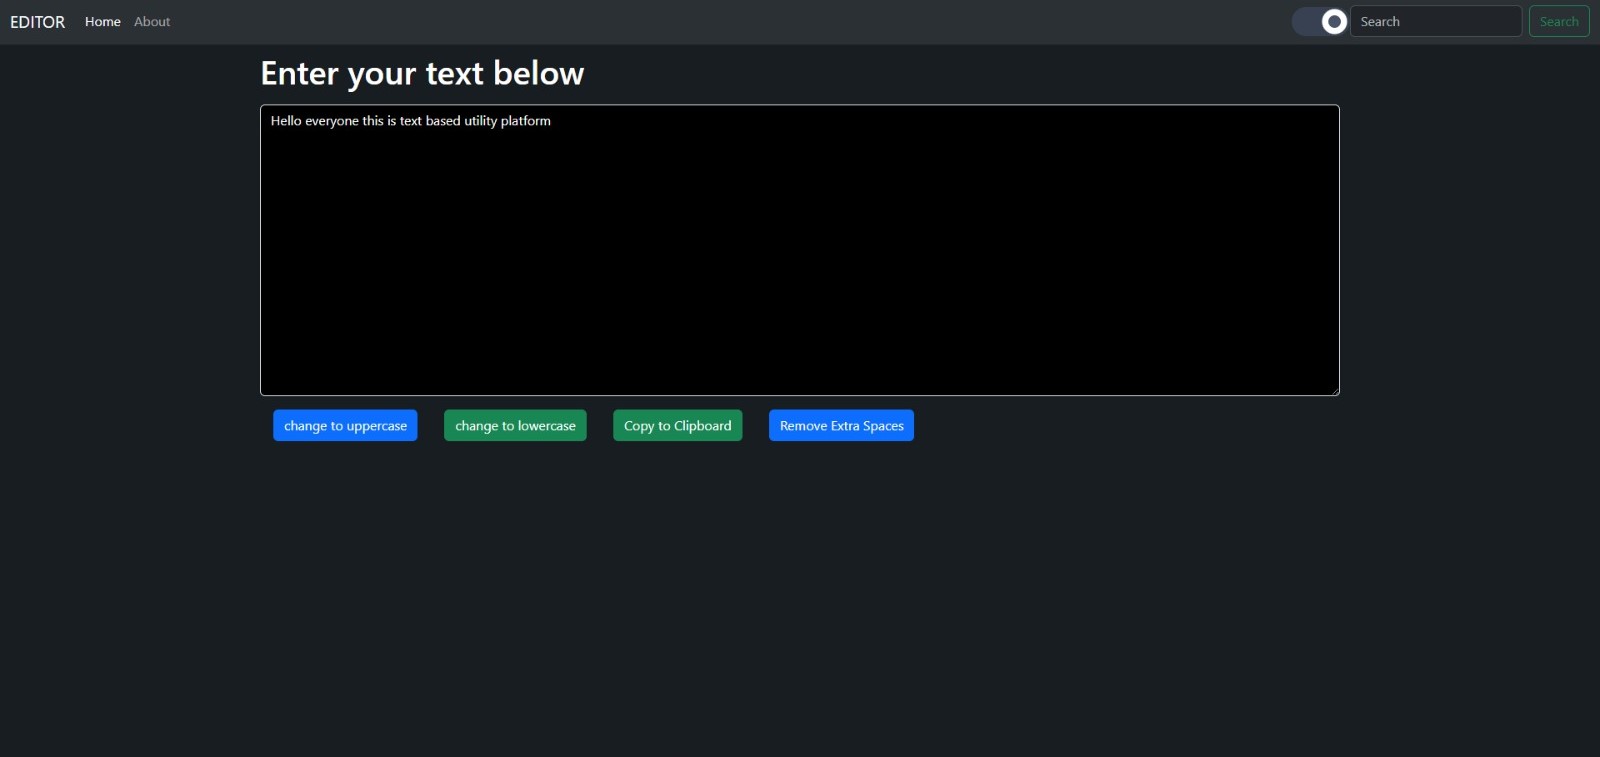 EDITOR Home About Search Search
Enter your text below
Hello everyone this is text based utility platform
change to uppercase change to lowercase Copy to Clipboard Remove Extra Spaces